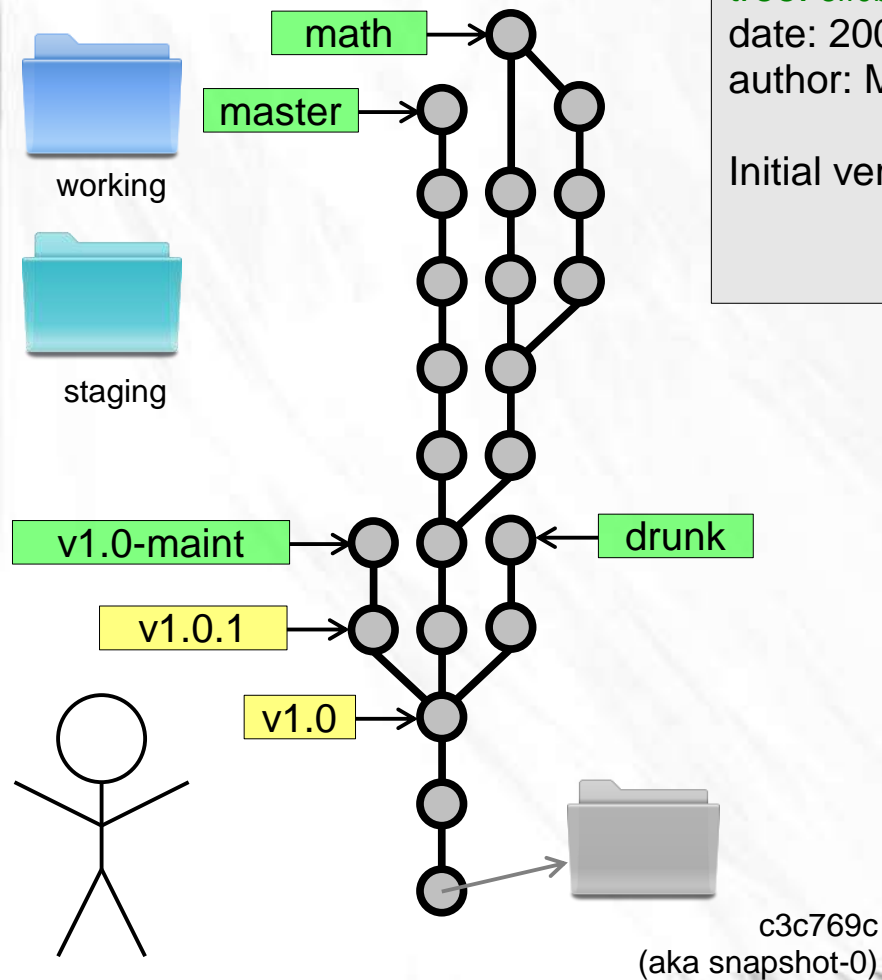 math
date: 200
author: M
master
Initial ver
working
staging
v1.0-maint
drunk
v1.0.1
v1.0
c3c769c
(aka snapshot-0)